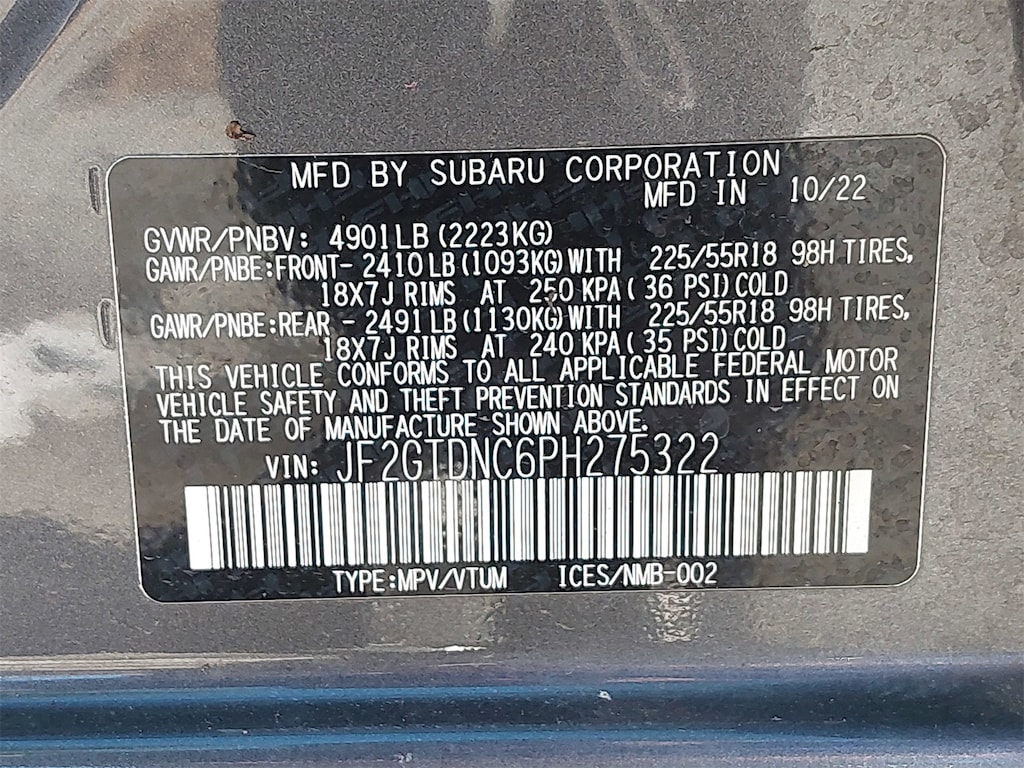 MFD BY SUBARU CORPORATION
MFD IN 10/22
GVWR/PNBV: 4901LB (2223KG)
GAWR/PNBE:FRONT- 2410LB (1093KG) WITH 225/55R18 98H TIRES,
18X7J RIMS AT 250 KPA ( 36 PSI) COLD
GAWR/PNBE:REAR - 2491LB (1130KG) WITH 225/55R18 98H TIRES,
18X7J RIMS AT 240 KPA ( 35 PSI) COLD
THIS VEHICLE CONFORMS TO ALL APPLICABLE FEDERAL MOTOR
VEHICLE SAFETY AND THEFT PREVENTION STANDARDS IN EFFECT ON
THE DATE OF MANUFACTURE SHOWN ABOVE.
VIN: JF2GTDNC6PH275322
TYPE:MPV/VTUM ICES/NMB-002